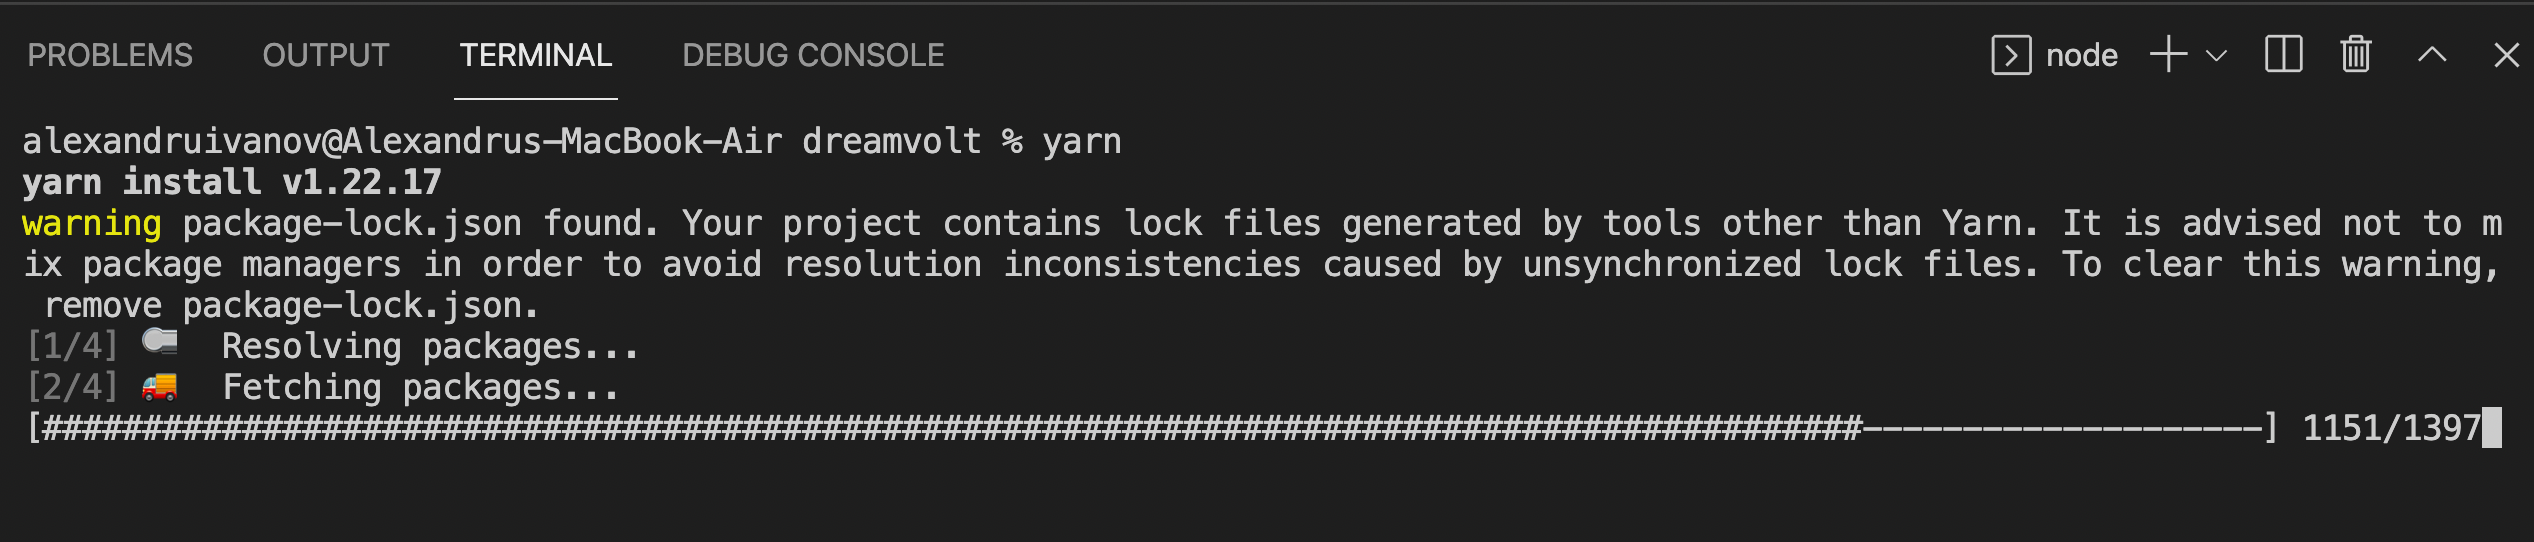 PROBLEMS OUTPUT TERMINAL DEBUG CONSOLE node
alexandruivanov@Alexandrus-MacBook-Air dreamvolt % yarn
yarn install v1.22.17
warning package-lock.json found. Your project contains lock files generated by tools other than Yarn. It is advised not to m
ix package managers in order to avoid resolution inconsistencies caused by unsynchronized lock files. To clear this warning,
remove package-lock.json.
[1/4] Resolving packages...
[2/4] Fetching packages...
[###########################################################################################--------------------] 1151/1397